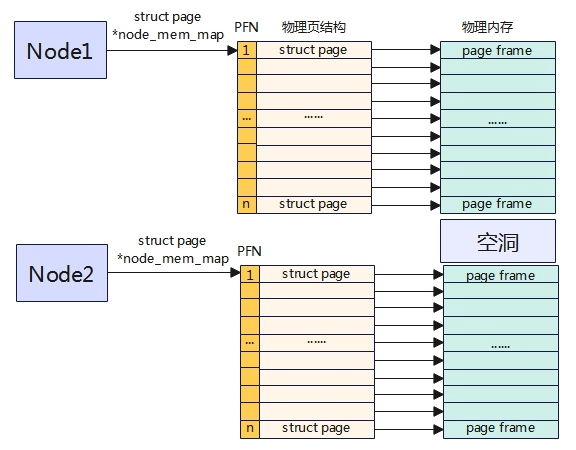 struct page
*node_mem_map
PFN
物理页结构
物理内存
Node1
1
struct page
page frame
...
......
......
n
struct page
page frame
空洞
struct page
*node_mem_map
PFN
Node2
1
struct page
page frame
...
......
......
n
struct page
page frame